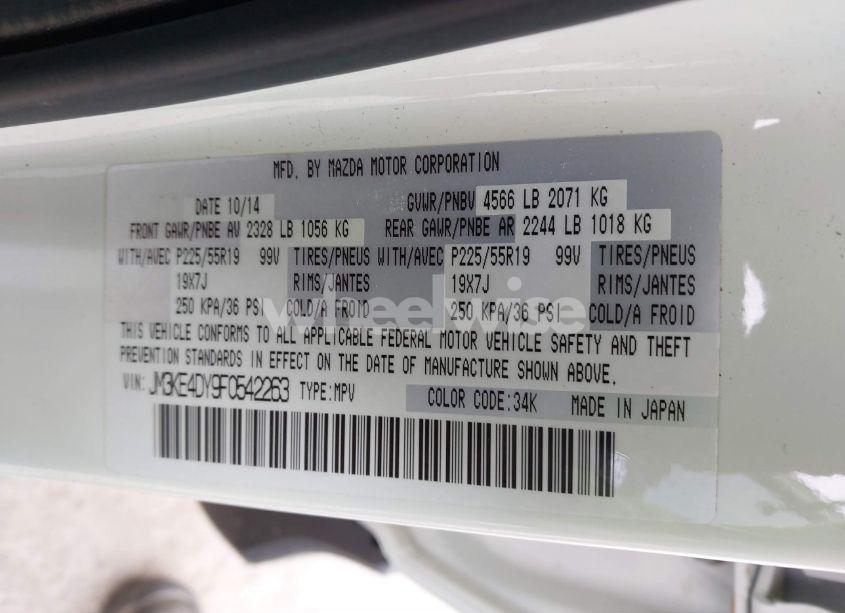 MFD. BY MAZDA MOTOR CORPORATION
DATE 10/14 GVWR/PNBV 4566 LB 2071 KG
FRONT GAWR/PNBE AV 2328 LB 1056 KG REAR GAWR/PNBE AR 2244 LB 1018 KG
WITH/AVEC P225/55R19 99V TIRES/PNEUS WITH/AVEC P225/55R19 99V TIRES/PNEUS
19X7J RIMS/JANTES 19X7J RIMS/JANTES
250 KPA/36 PSI COLD/A FROID 250 KPA/36 PSI COLD/A FROID
wheelwise
THIS VEHICLE CONFORMS TO ALL APPLICABLE FEDERAL MOTOR VEHICLE SAFETY AND THEFT
PREVENTION STANDARDS IN EFFECT ON THE DATE OF MANUFACTURE SHOWN ABOVE.
VIN: JM3KE4DY9F0542263 TYPE:MPV COLOR CODE:34K MADE IN JAPAN